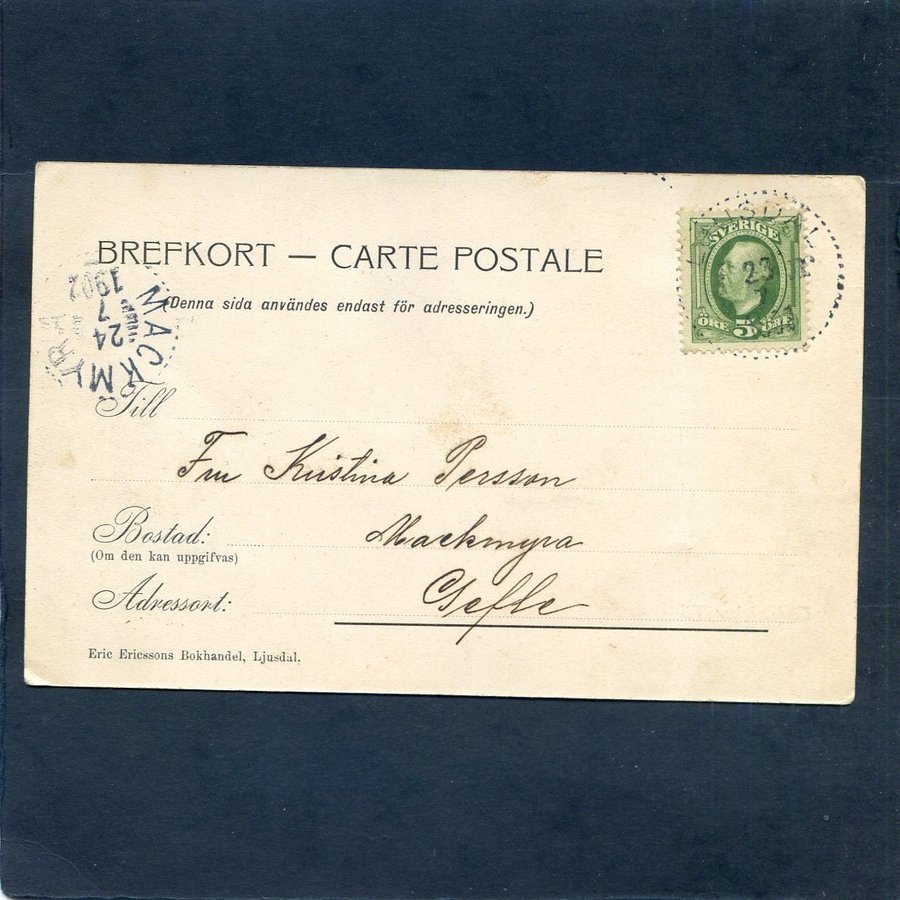 BREFKORT — CARTE POSTALE
(Denna sida användes endast för adresseringen.)
SVERIGE
ÖRE 5 ÖRE
23
7
MACKMYRA
24
7
1902
Till
Fru Kristina Persson
Bostad: Mackmyra
(Om den kan uppgifvas)
Adressort: Gefle
Eric Ericssons Bokhandel, Ljusdal.